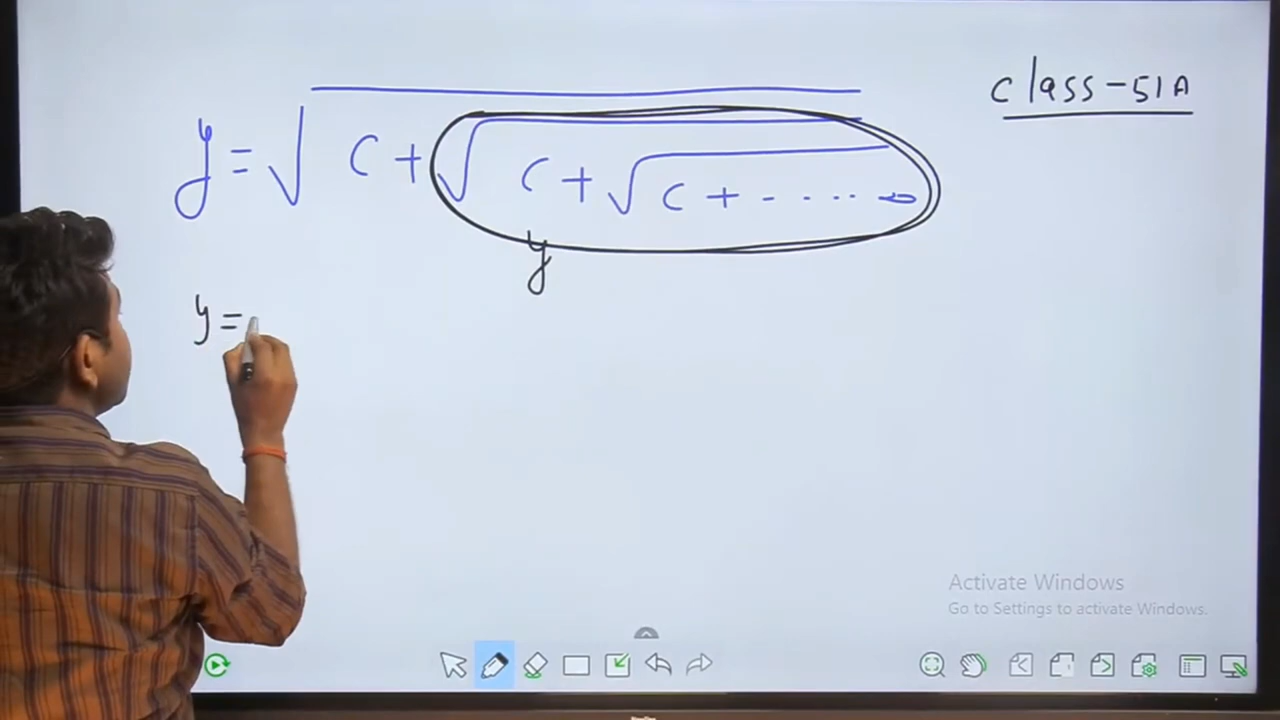 class-51A
y = √C + √C + √C + - ... ∞
y
y =
Activate Windows
Go to Settings to activate Windows.